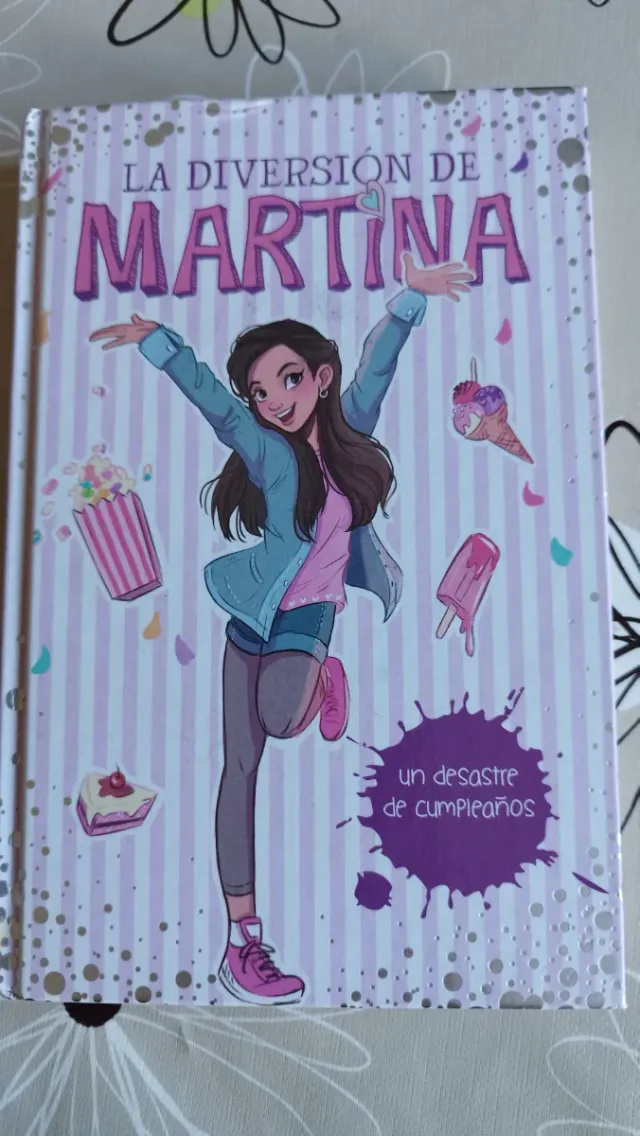 LA DIVERSIÓN DE
MARTiNA
un desastre
de cumpleaños